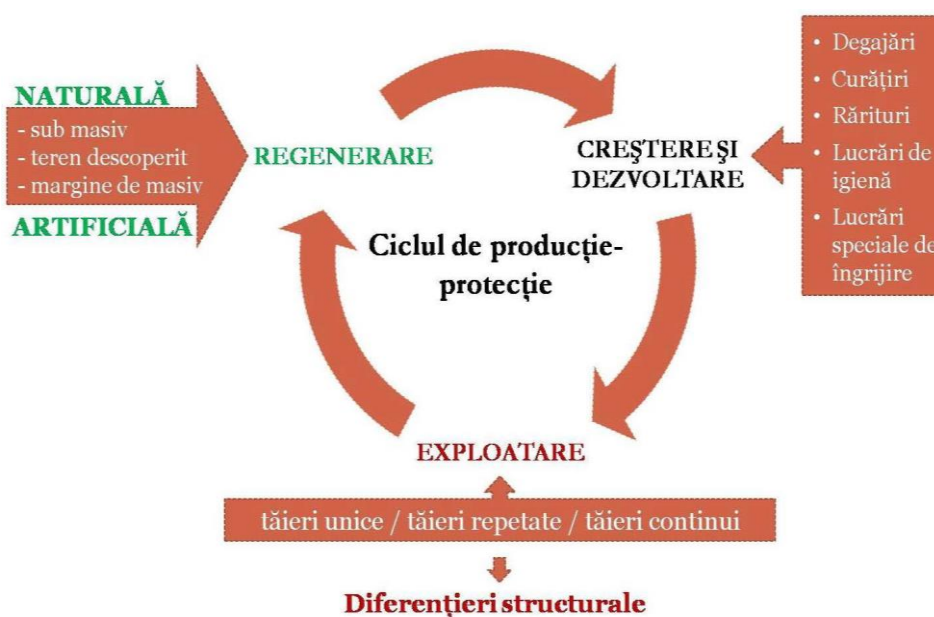 NATURALĂ
- sub masiv
- teren descoperit
- margine de masiv
ARTIFICIALĂ
REGENERARE
CREŞTERE ŞI
DEZVOLTARE
• Degajări
• Curățiri
• Rărituri
• Lucrări de
igienă
• Lucrări
speciale de
îngrijire
Ciclul de producție-
protecție
EXPLOATARE
tăieri unice / tăieri repetate / tăieri continui
Diferențieri structurale